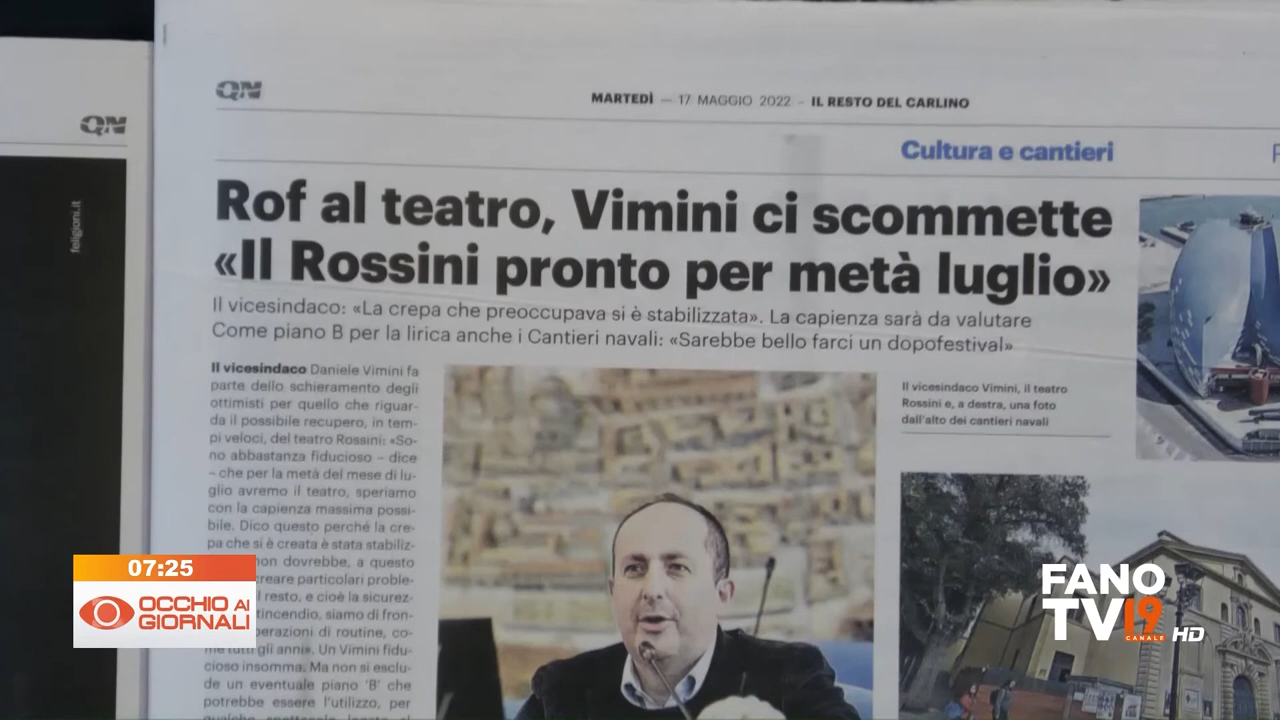 QN
QN
MARTEDÌ — 17 MAGGIO 2022 – IL RESTO DEL CARLINO
Cultura e cantieri
feligioni.it
Rof al teatro, Vimini ci scommette
«Il Rossini pronto per metà luglio»
Il vicesindaco: «La crepa che preoccupava si è stabilizzata». La capienza sarà da valutare
Come piano B per la lirica anche i Cantieri navali: «Sarebbe bello farci un dopofestival»
Il vicesindaco Daniele Vimini fa
parte dello schieramento degli
ottimisti per quello che riguar-
da il possibile recupero, in tem-
pi veloci, del teatro Rossini: «So-
no abbastanza fiducioso – dice
– che per la metà del mese di lu-
glio avremo il teatro, speriamo
con la capienza massima possi-
bile. Dico questo perché la cre-
pa che si è creata è stata stabiliz-
non dovrebbe, a questo
creare particolari proble-
l resto, e cioè la sicurez-
tincendio, siamo di fron-
perazioni di routine, co-
me tutti gli anni». Un Vimini fidu-
cioso insomma. Ma non si esclu-
de un eventuale piano 'B' che
potrebbe essere l'utilizzo, per
qualche spettacolo
Il vicesindaco Vimini, il teatro
Rossini e, a destra, una foto
dall'alto dei cantieri navali
07:25
OCCHIO AI
GIORNALI
FANO
TV 19
CANALE HD